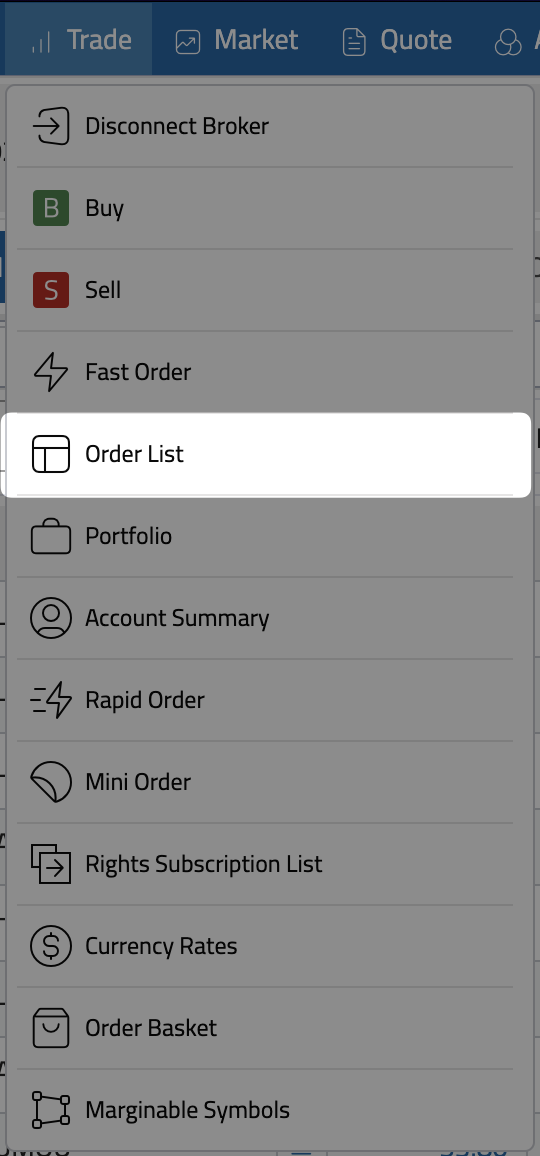 Trade Market Quote
Disconnect Broker
B Buy
S Sell
Fast Order
Order List
Portfolio
Account Summary
Rapid Order
Mini Order
Rights Subscription List
$ Currency Rates
Order Basket
Marginable Symbols